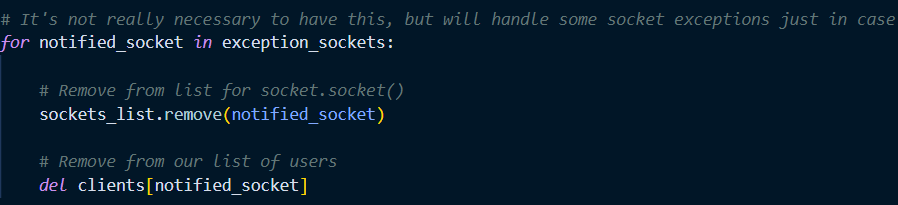 # It's not really necessary to have this, but will handle some socket exceptions just in case
for notified_socket in exception_sockets:
# Remove from list for socket.socket()
sockets_list.remove(notified_socket)
# Remove from our list of users
del clients[notified_socket]